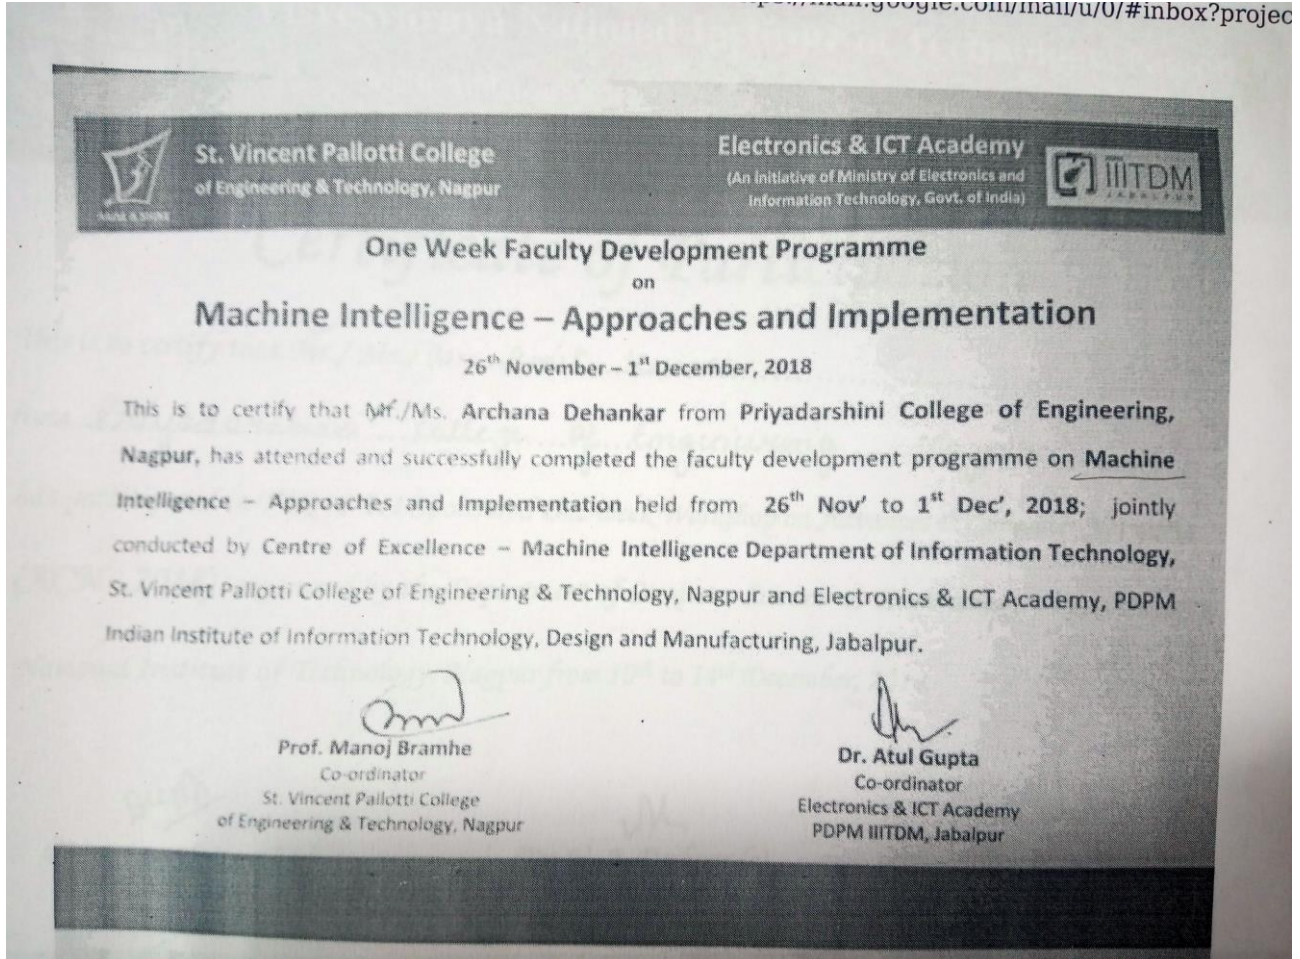 google.com/mail/u/0/#inbox?projec
St. Vincent Pallotti College
of Engineering & Technology, Nagpur
Electronics & ICT Academy
(An Initiative of Ministry of Electronics and
Information Technology, Govt. of India)
IIITDM
JABALPUR
One Week Faculty Development Programme
on
Machine Intelligence – Approaches and Implementation
26th November – 1st December, 2018
This is to certify that Mr./Ms. Archana Dehankar from Priyadarshini College of Engineering,
Nagpur, has attended and successfully completed the faculty development programme on Machine
Intelligence – Approaches and Implementation held from 26th Nov' to 1st Dec', 2018; jointly
conducted by Centre of Excellence – Machine Intelligence Department of Information Technology,
St. Vincent Pallotti College of Engineering & Technology, Nagpur and Electronics & ICT Academy, PDPM
Indian Institute of Information Technology, Design and Manufacturing, Jabalpur.
Prof. Manoj Bramhe
Co-ordinator
St. Vincent Pallotti College
of Engineering & Technology, Nagpur
Dr. Atul Gupta
Co-ordinator
Electronics & ICT Academy
PDPM IIITDM, Jabalpur